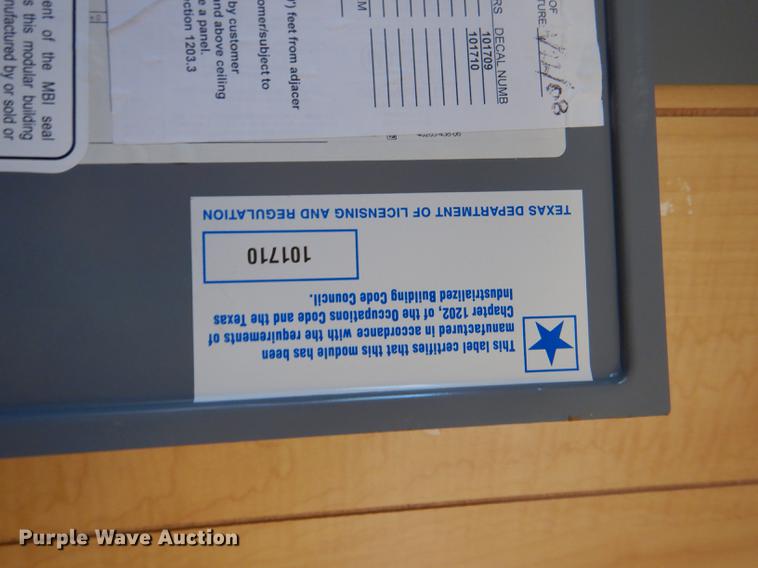 This label certifies that this module has been
manufactured in accordance with the requirements of
Chapter 1202, of the Occupations Code and the Texas
Industrialized Building Code Council.
101710
TEXAS DEPARTMENT OF LICENSING AND REGULATION
ent of the MBI seal
s this modular building
nufactured by or sold or
') feet from adjacer
omer/subject to
by customer
and above ceiling
e a panel.
ction 1203.3
OF
TURE
RS DECAL NUMB
101709
101710
M
Purple Wave Auction